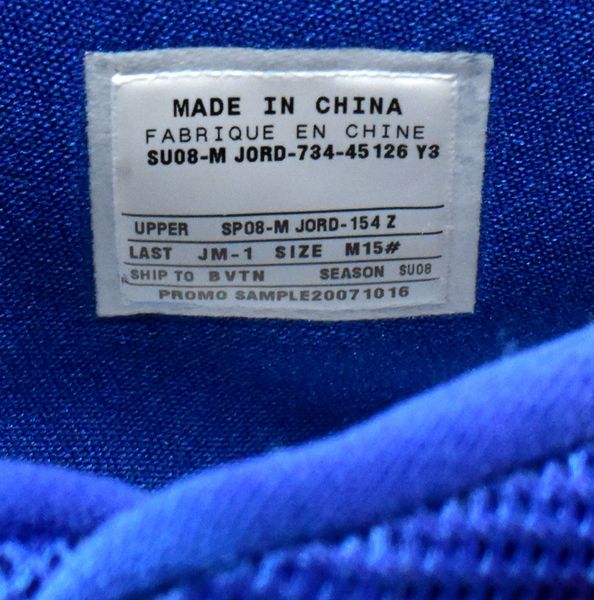 MADE IN CHINA
FABRIQUE EN CHINE
SU08-M JORD-734-45126 Y3
UPPER SP08-M JORD-154 Z
LAST JM-1 SIZE M15#
SHIP TO BVTN SEASON SU08
PROMO SAMPLE20071016